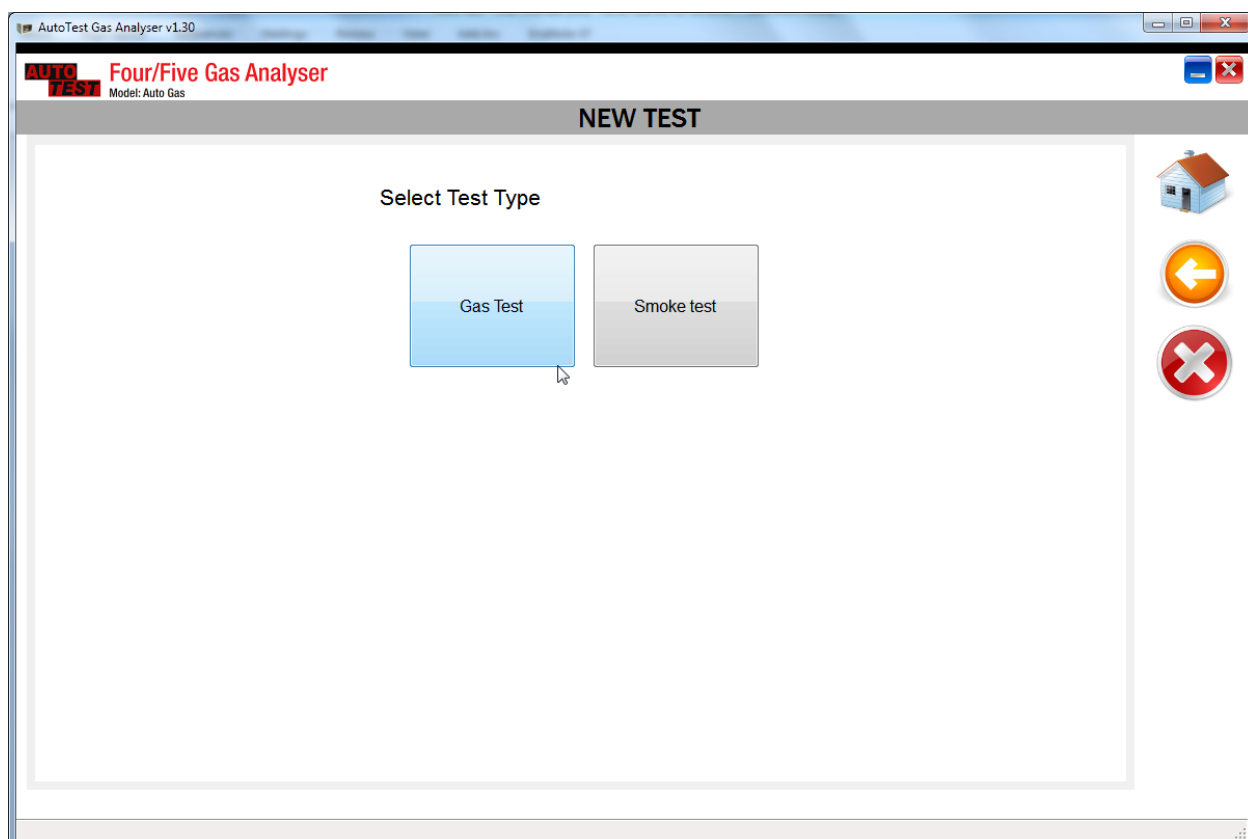 AutoTest Gas Analyser v1.30
AUTO
TEST
Four/Five Gas Analyser
Model: Auto Gas
NEW TEST
Select Test Type
Gas Test
Smoke test